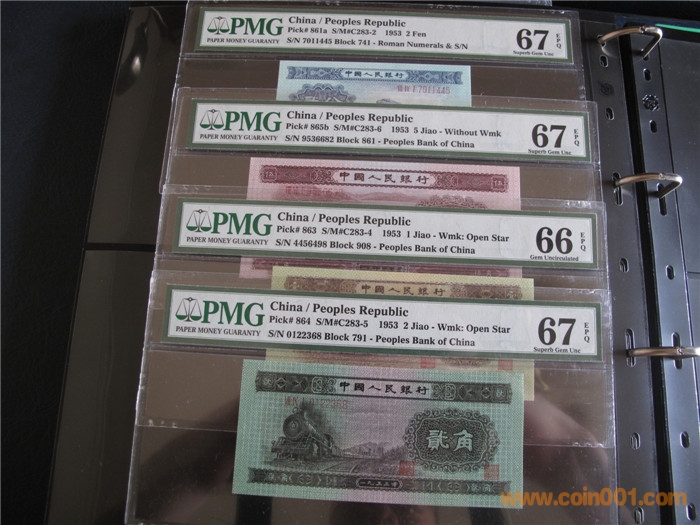 PMG
PAPER MONEY GUARANTY
China / Peoples Republic
Pick# 861a S/M#C283-2 1953 2 Fen
S/N 7011445 Block 741 - Roman Numerals & S/N
67 EPQ
Superb Gem Unc
中國人民銀行
7011445
PMG
PAPER MONEY GUARANTY
China / Peoples Republic
Pick# 865b S/M#C283-6 1953 5 Jiao - Without Wmk
S/N 9536682 Block 861 - Peoples Bank of China
67 EPQ
Superb Gem Unc
中國人民銀行
PMG
PAPER MONEY GUARANTY
China / Peoples Republic
Pick# 863 S/M#C283-4 1953 1 Jiao - Wmk: Open Star
S/N 4456498 Block 908 - Peoples Bank of China
66 EPQ
Gem Uncirculated
中國人民銀行
PMG
PAPER MONEY GUARANTY
China / Peoples Republic
Pick# 864 S/M#C283-5 1953 2 Jiao - Wmk: Open Star
S/N 0122368 Block 791 - Peoples Bank of China
67 EPQ
Superb Gem Unc
中國人民銀行
0122368
貳角
一九五三年
www.coin001.com